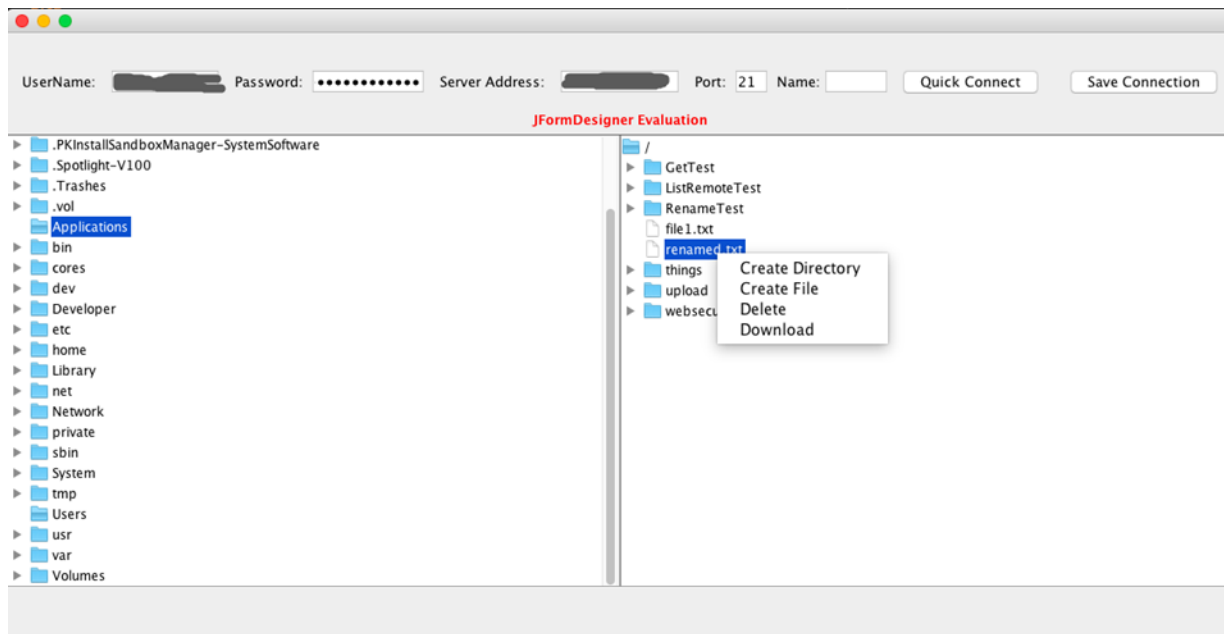 UserName: Password: •••••••••••• Server Address: Port: 21 Name: Quick Connect Save Connection
JFormDesigner Evaluation
.PKInstallSandboxManager-SystemSoftware
.Spotlight-V100
.Trashes
.vol
Applications
bin
cores
dev
Developer
etc
home
Library
net
Network
private
sbin
System
tmp
Users
usr
var
Volumes
/
GetTest
ListRemoteTest
RenameTest
file1.txt
renamed.txt
things
upload
websecu
Create Directory
Create File
Delete
Download